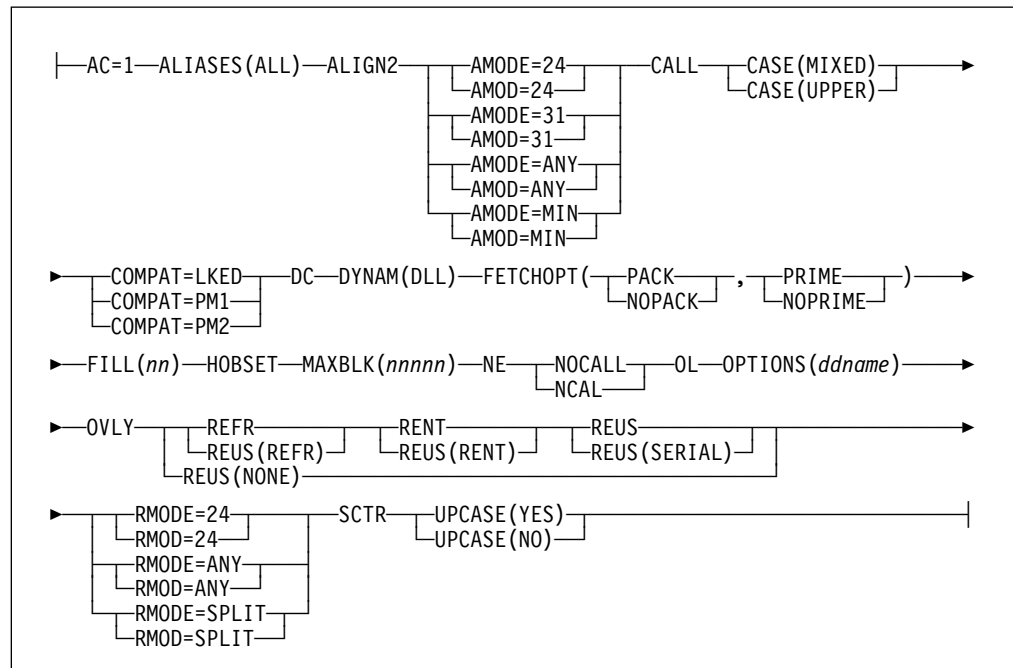 AC=1 ALIASES(ALL) ALIGN2 AMODE=24 CALL CASE(MIXED)
AMOD=24 CASE(UPPER)
AMODE=31
AMOD=31
AMODE=ANY
AMOD=ANY
AMODE=MIN
AMOD=MIN
COMPAT=LKED DC DYNAM(DLL) FETCHOPT( PACK , PRIME )
COMPAT=PM1 NOPACK NOPRIME
COMPAT=PM2
FILL(nn) HOBSET MAXBLK(nnnnn) NE NOCALL OL OPTIONS(ddname)
NCAL
OVLY REFR RENT REUS
REUS(REFR) REUS(RENT) REUS(SERIAL)
REUS(NONE)
RMODE=24 SCTR UPCASE(YES)
RMOD=24 UPCASE(NO)
RMODE=ANY
RMOD=ANY
RMODE=SPLIT
RMOD=SPLIT